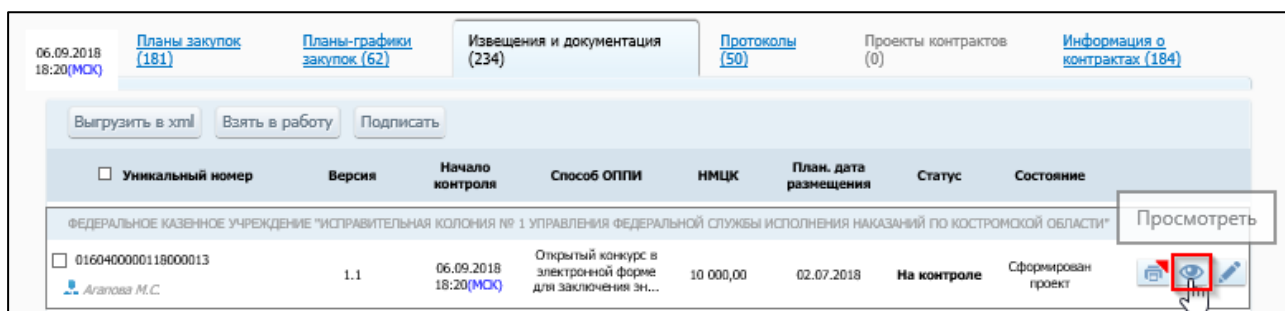 06.09.2018
18:20(МСК)
Планы закупок
(181)
Планы-графики
закупок (62)
Извещения и документация
(234)
Протоколы
(50)
Проекты контрактов
(0)
Информация о
контрактах (184)
Выгрузить в xml
Взять в работу
Подписать
Уникальный номер
Версия
Начало
контроля
Способ ОППИ
НМЦК
План. дата
размещения
Статус
Состояние
Просмотреть
ФЕДЕРАЛЬНОЕ КАЗЕННОЕ УЧРЕЖДЕНИЕ "ИСПРАВИТЕЛЬНАЯ КОЛОНИЯ № 1 УПРАВЛЕНИЯ ФЕДЕРАЛЬНОЙ СЛУЖБЫ ИСПОЛНЕНИЯ НАКАЗАНИЙ ПО КОСТРОМСКОЙ ОБЛАСТИ"
0160400000118000013
Агапова М.С.
1.1
06.09.2018
18:20(МСК)
Открытый конкурс в
электронной форме
для заключения эн...
10 000,00
02.07.2018
На контроле
Сформирован
проект